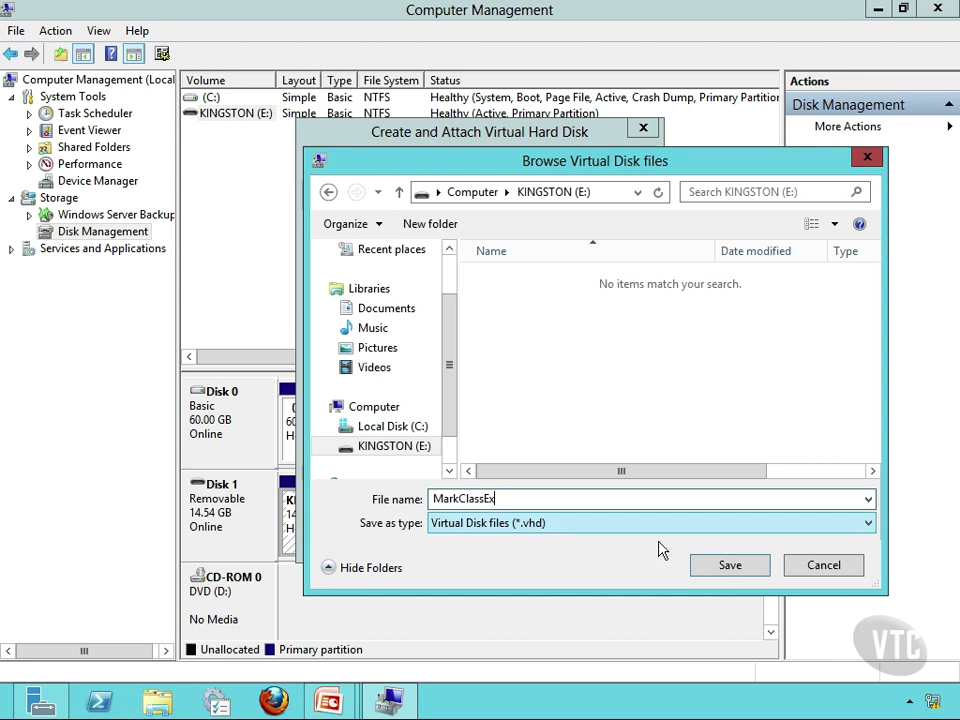 Computer Management
File Action View Help
Computer Management (Local
System Tools
Task Scheduler
Event Viewer
Shared Folders
Performance
Device Manager
Storage
Windows Server Backup
Disk Management
Services and Applications
Volume Layout Type File System Status
(C:) Simple Basic NTFS Healthy (System, Boot, Page File, Active, Crash Dump, Primary Partition
KINGSTON (E:) Simple Basic NTFS Healthy (Active, Primary Partition)
Actions
Disk Management
More Actions
Create and Attach Virtual Hard Disk
Browse Virtual Disk files
Computer KINGSTON (E:)
Search KINGSTON (E:)
Organize New folder
Recent places
Libraries
Documents
Music
Pictures
Videos
Computer
Local Disk (C:)
KINGSTON (E:)
Name Date modified Type
No items match your search.
File name: MarkClassEx
Save as type: Virtual Disk files (*.vhd)
Hide Folders
Save Cancel
Disk 0
Basic
60.00 GB
Online
(
60
H
Disk 1
Removable
14.54 GB
Online
KI
14
H
CD-ROM 0
DVD (D:)
No Media
Unallocated Primary partition
VTC